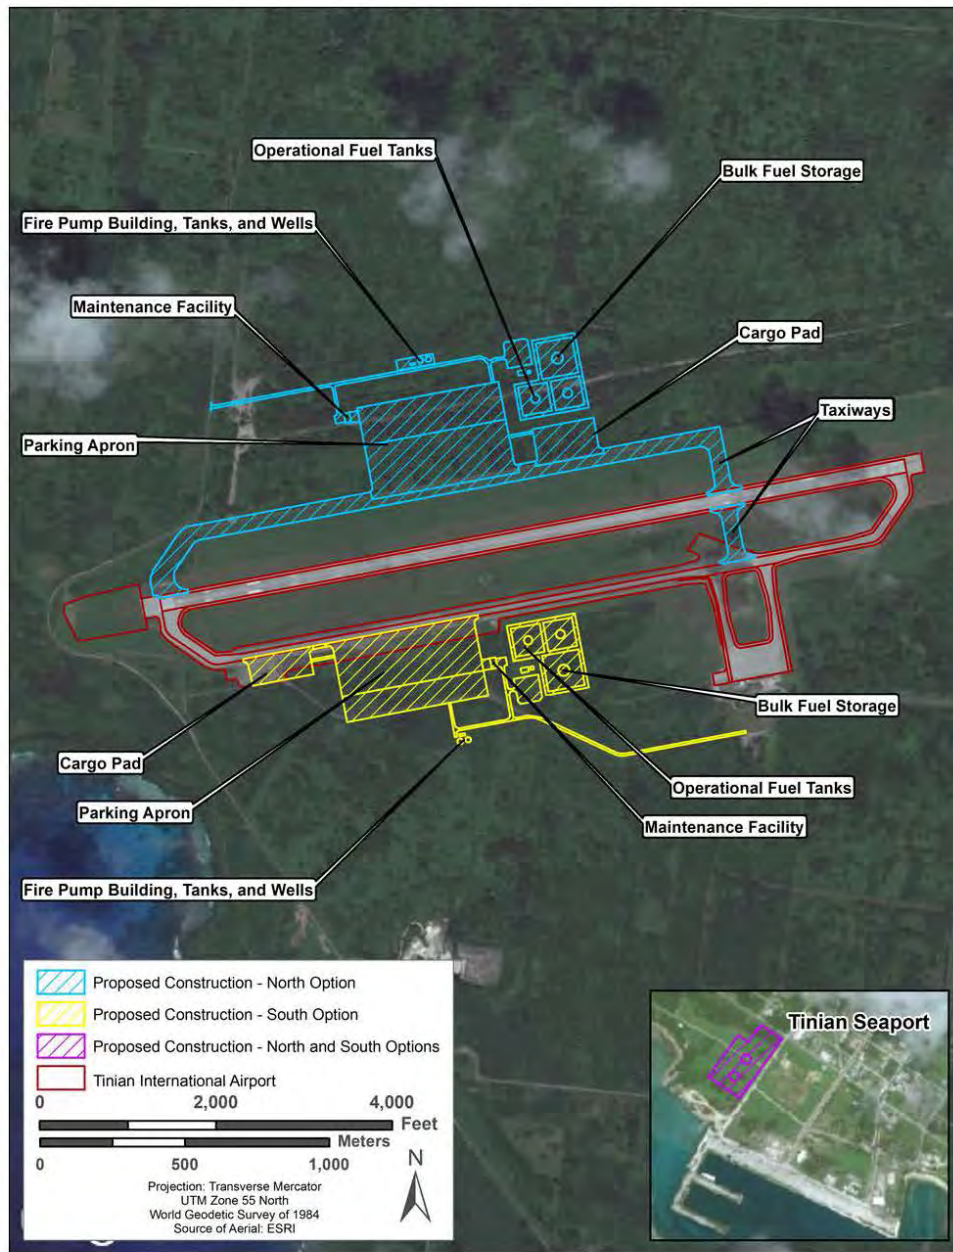 Operational Fuel Tanks
Bulk Fuel Storage
Fire Pump Building, Tanks, and Wells
Maintenance Facility
Cargo Pad
Taxiways
Parking Apron
Bulk Fuel Storage
Cargo Pad
Operational Fuel Tanks
Parking Apron
Maintenance Facility
Fire Pump Building, Tanks, and Wells
Proposed Construction - North Option
Proposed Construction - South Option
Proposed Construction - North and South Options
Tinian International Airport
0 2,000 4,000
Feet
Meters
0 500 1,000
N
Projection: Transverse Mercator
UTM Zone 55 North
World Geodetic Survey of 1984
Source of Aerial: ESRI
Tinian Seaport